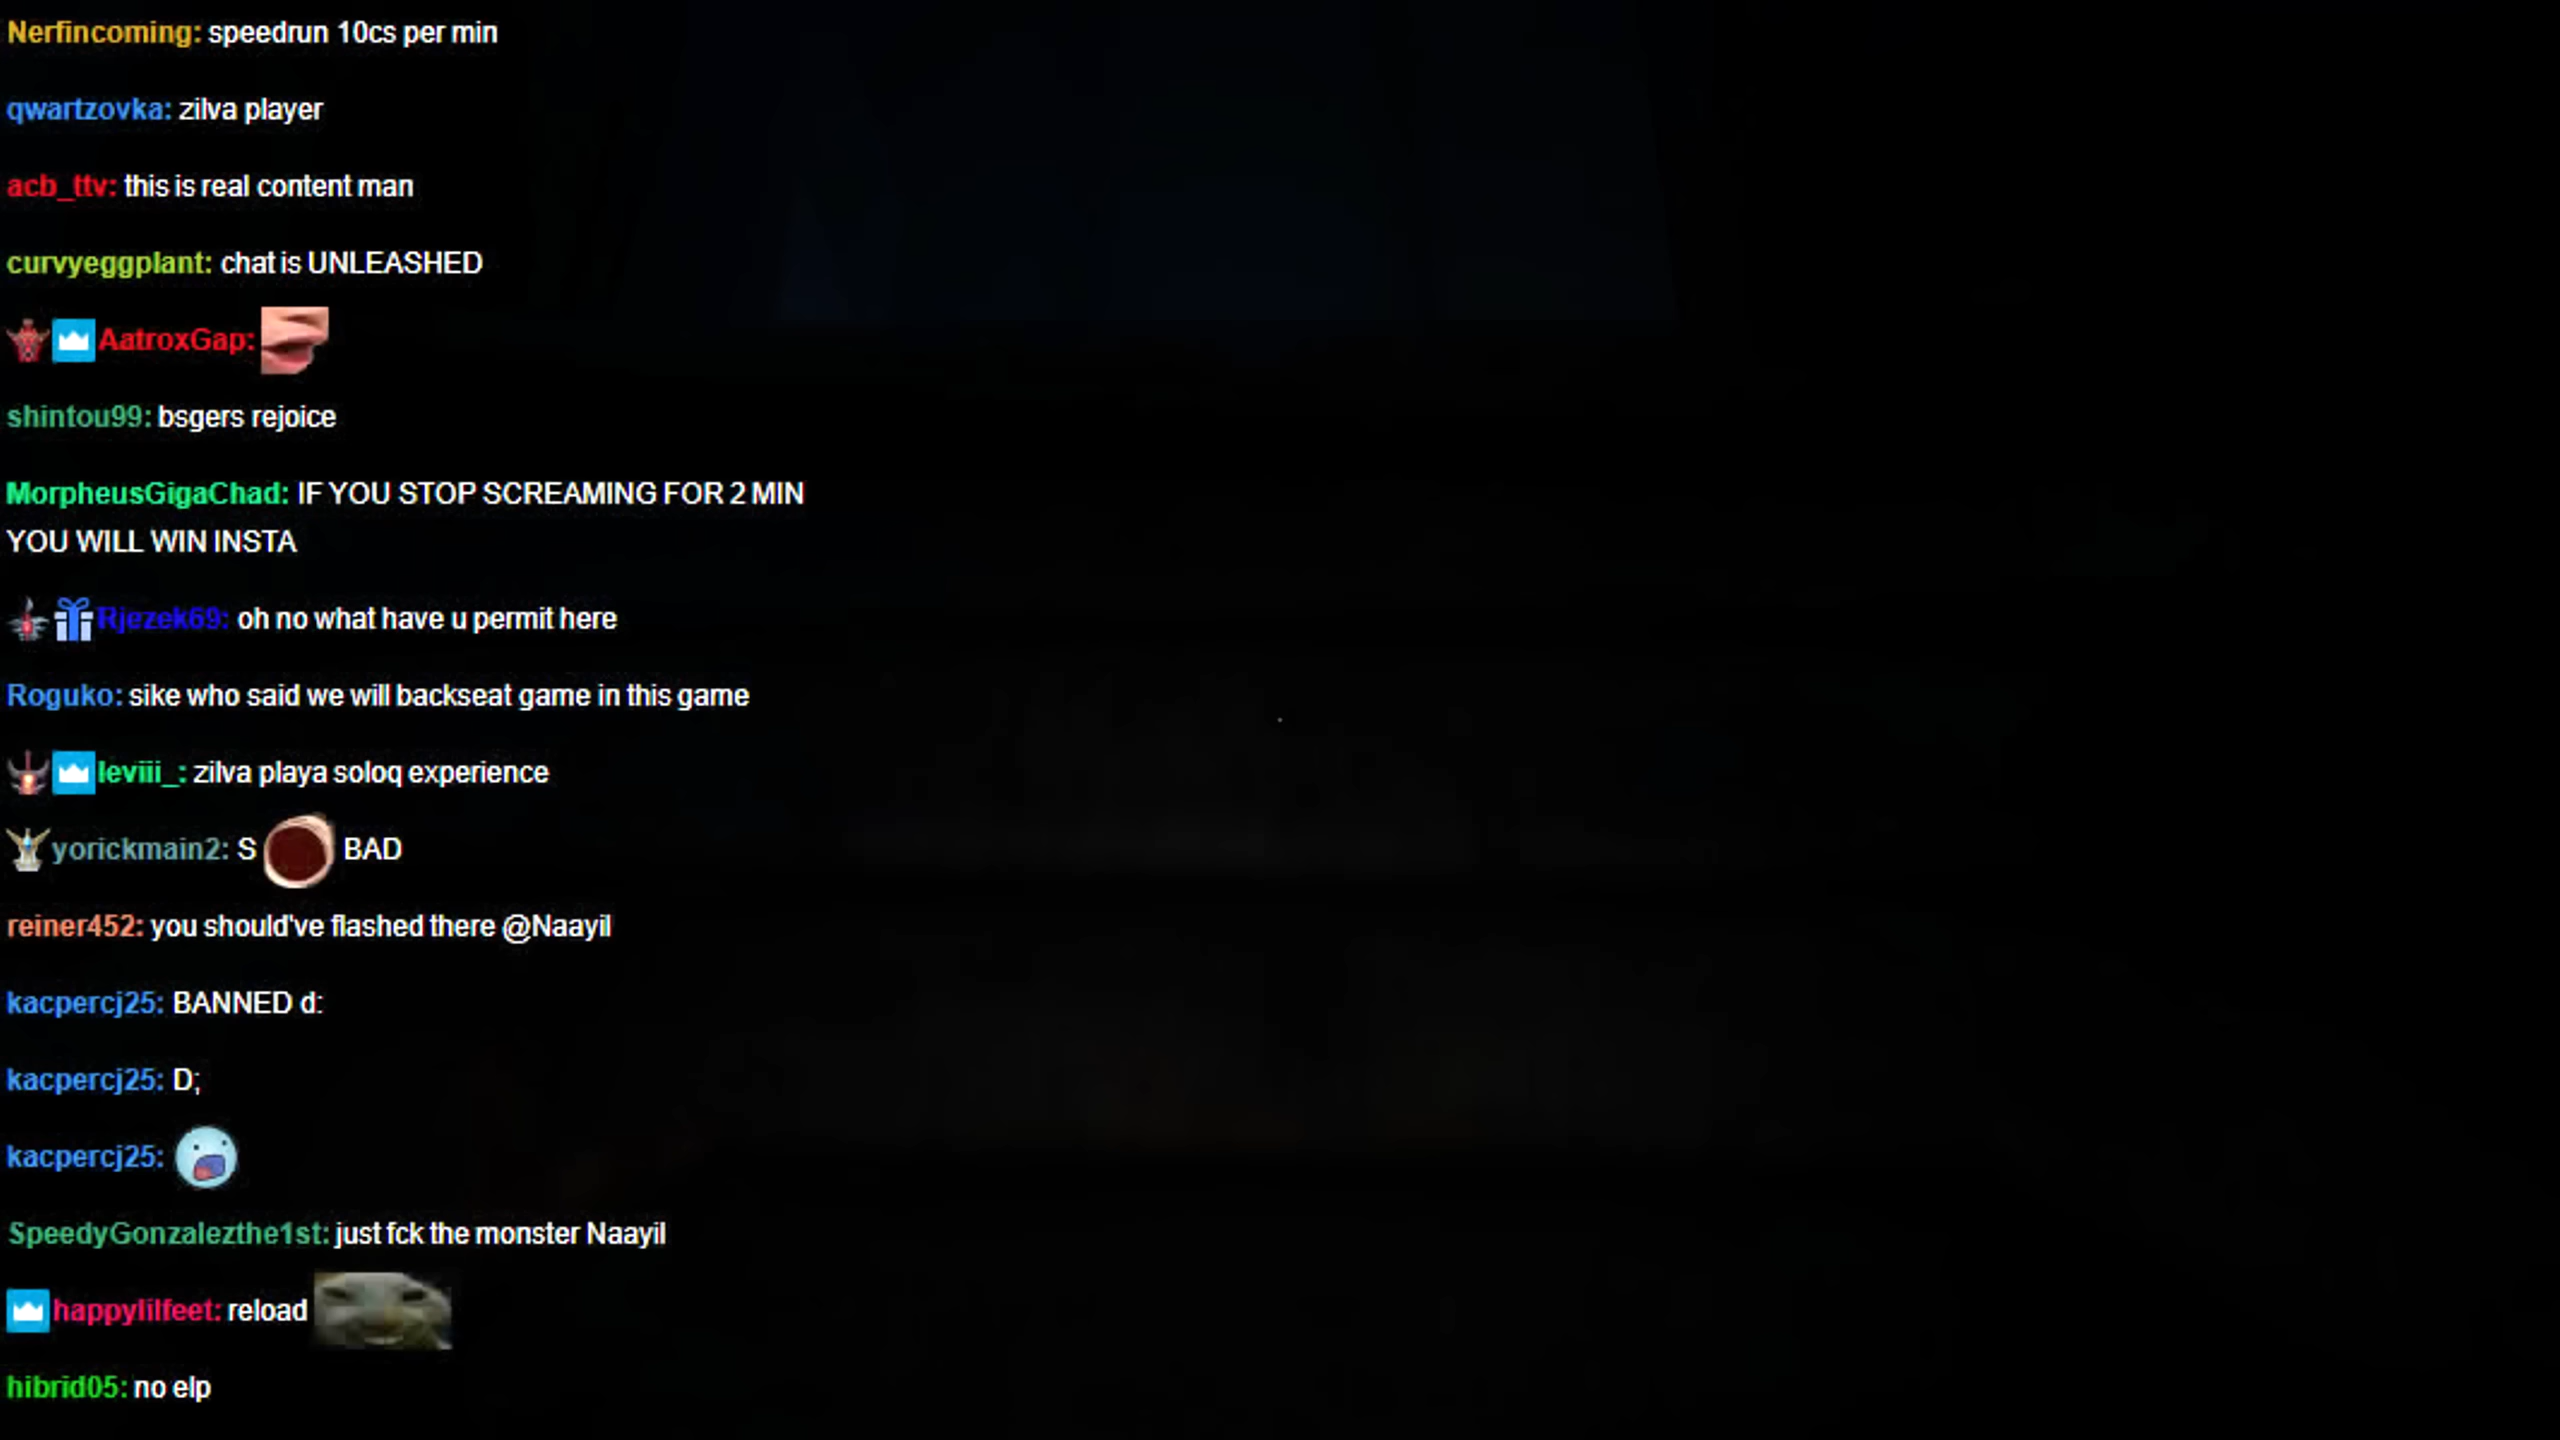 Nerfincoming: speedrun 10cs per min
qwartzovka: zilva player
acb_ttv: this is real content man
curvyeggplant: chat is UNLEASHED
AatroxGap:
shintou99: bsgers rejoice
MorpheusGigaChad: IF YOU STOP SCREAMING FOR 2 MIN
YOU WILL WIN INSTA
Rjezek69: oh no what have u permit here
Roguko: sike who said we will backseat game in this game
leviii_: zilva playa soloq experience
yorickmain2: S BAD
reiner452: you should've flashed there @Naayil
kacpercj25: BANNED d:
kacpercj25: D;
kacpercj25:
SpeedyGonzalezthe1st: just fck the monster Naayil
happylilfeet: reload
hibrid05: no elp